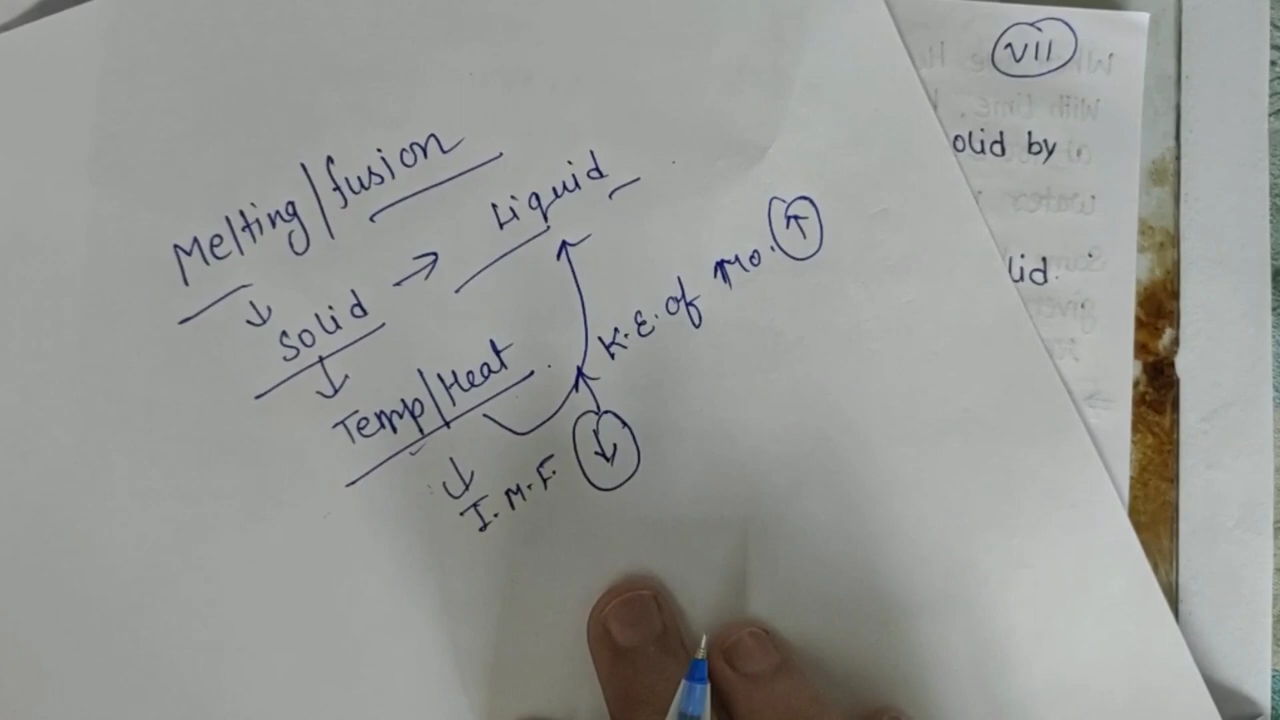 Melting/fusion
Solid → Liquid
Temp/Heat
K.E. of Mo. ↑
I.M.F. ↓
VII
olid by
lid.